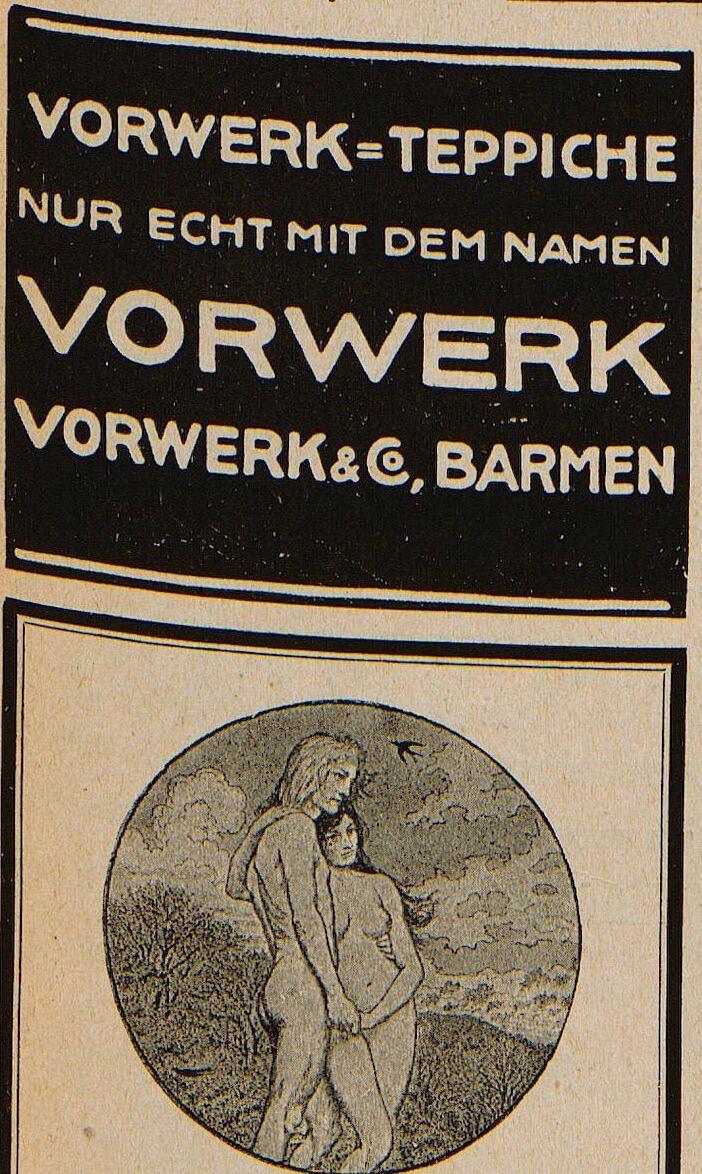 VORWERK=TEPPICHE
NUR ECHT MIT DEM NAMEN
VORWERK
VORWERK & Co, BARMEN